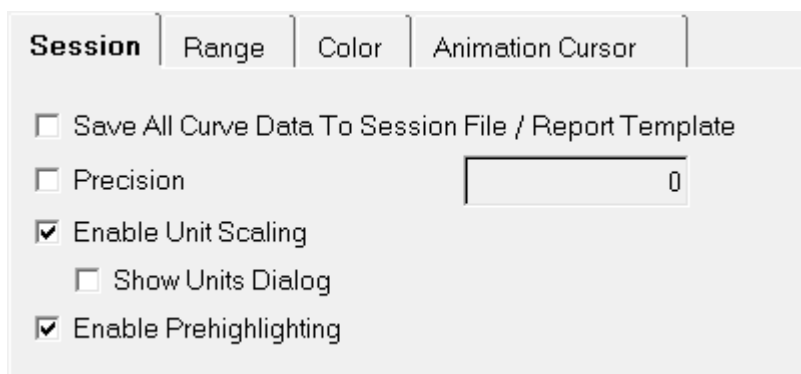 Session Range Color Animation Cursor
Save All Curve Data To Session File / Report Template
Precision 0
Enable Unit Scaling
Show Units Dialog
Enable Prehighlighting